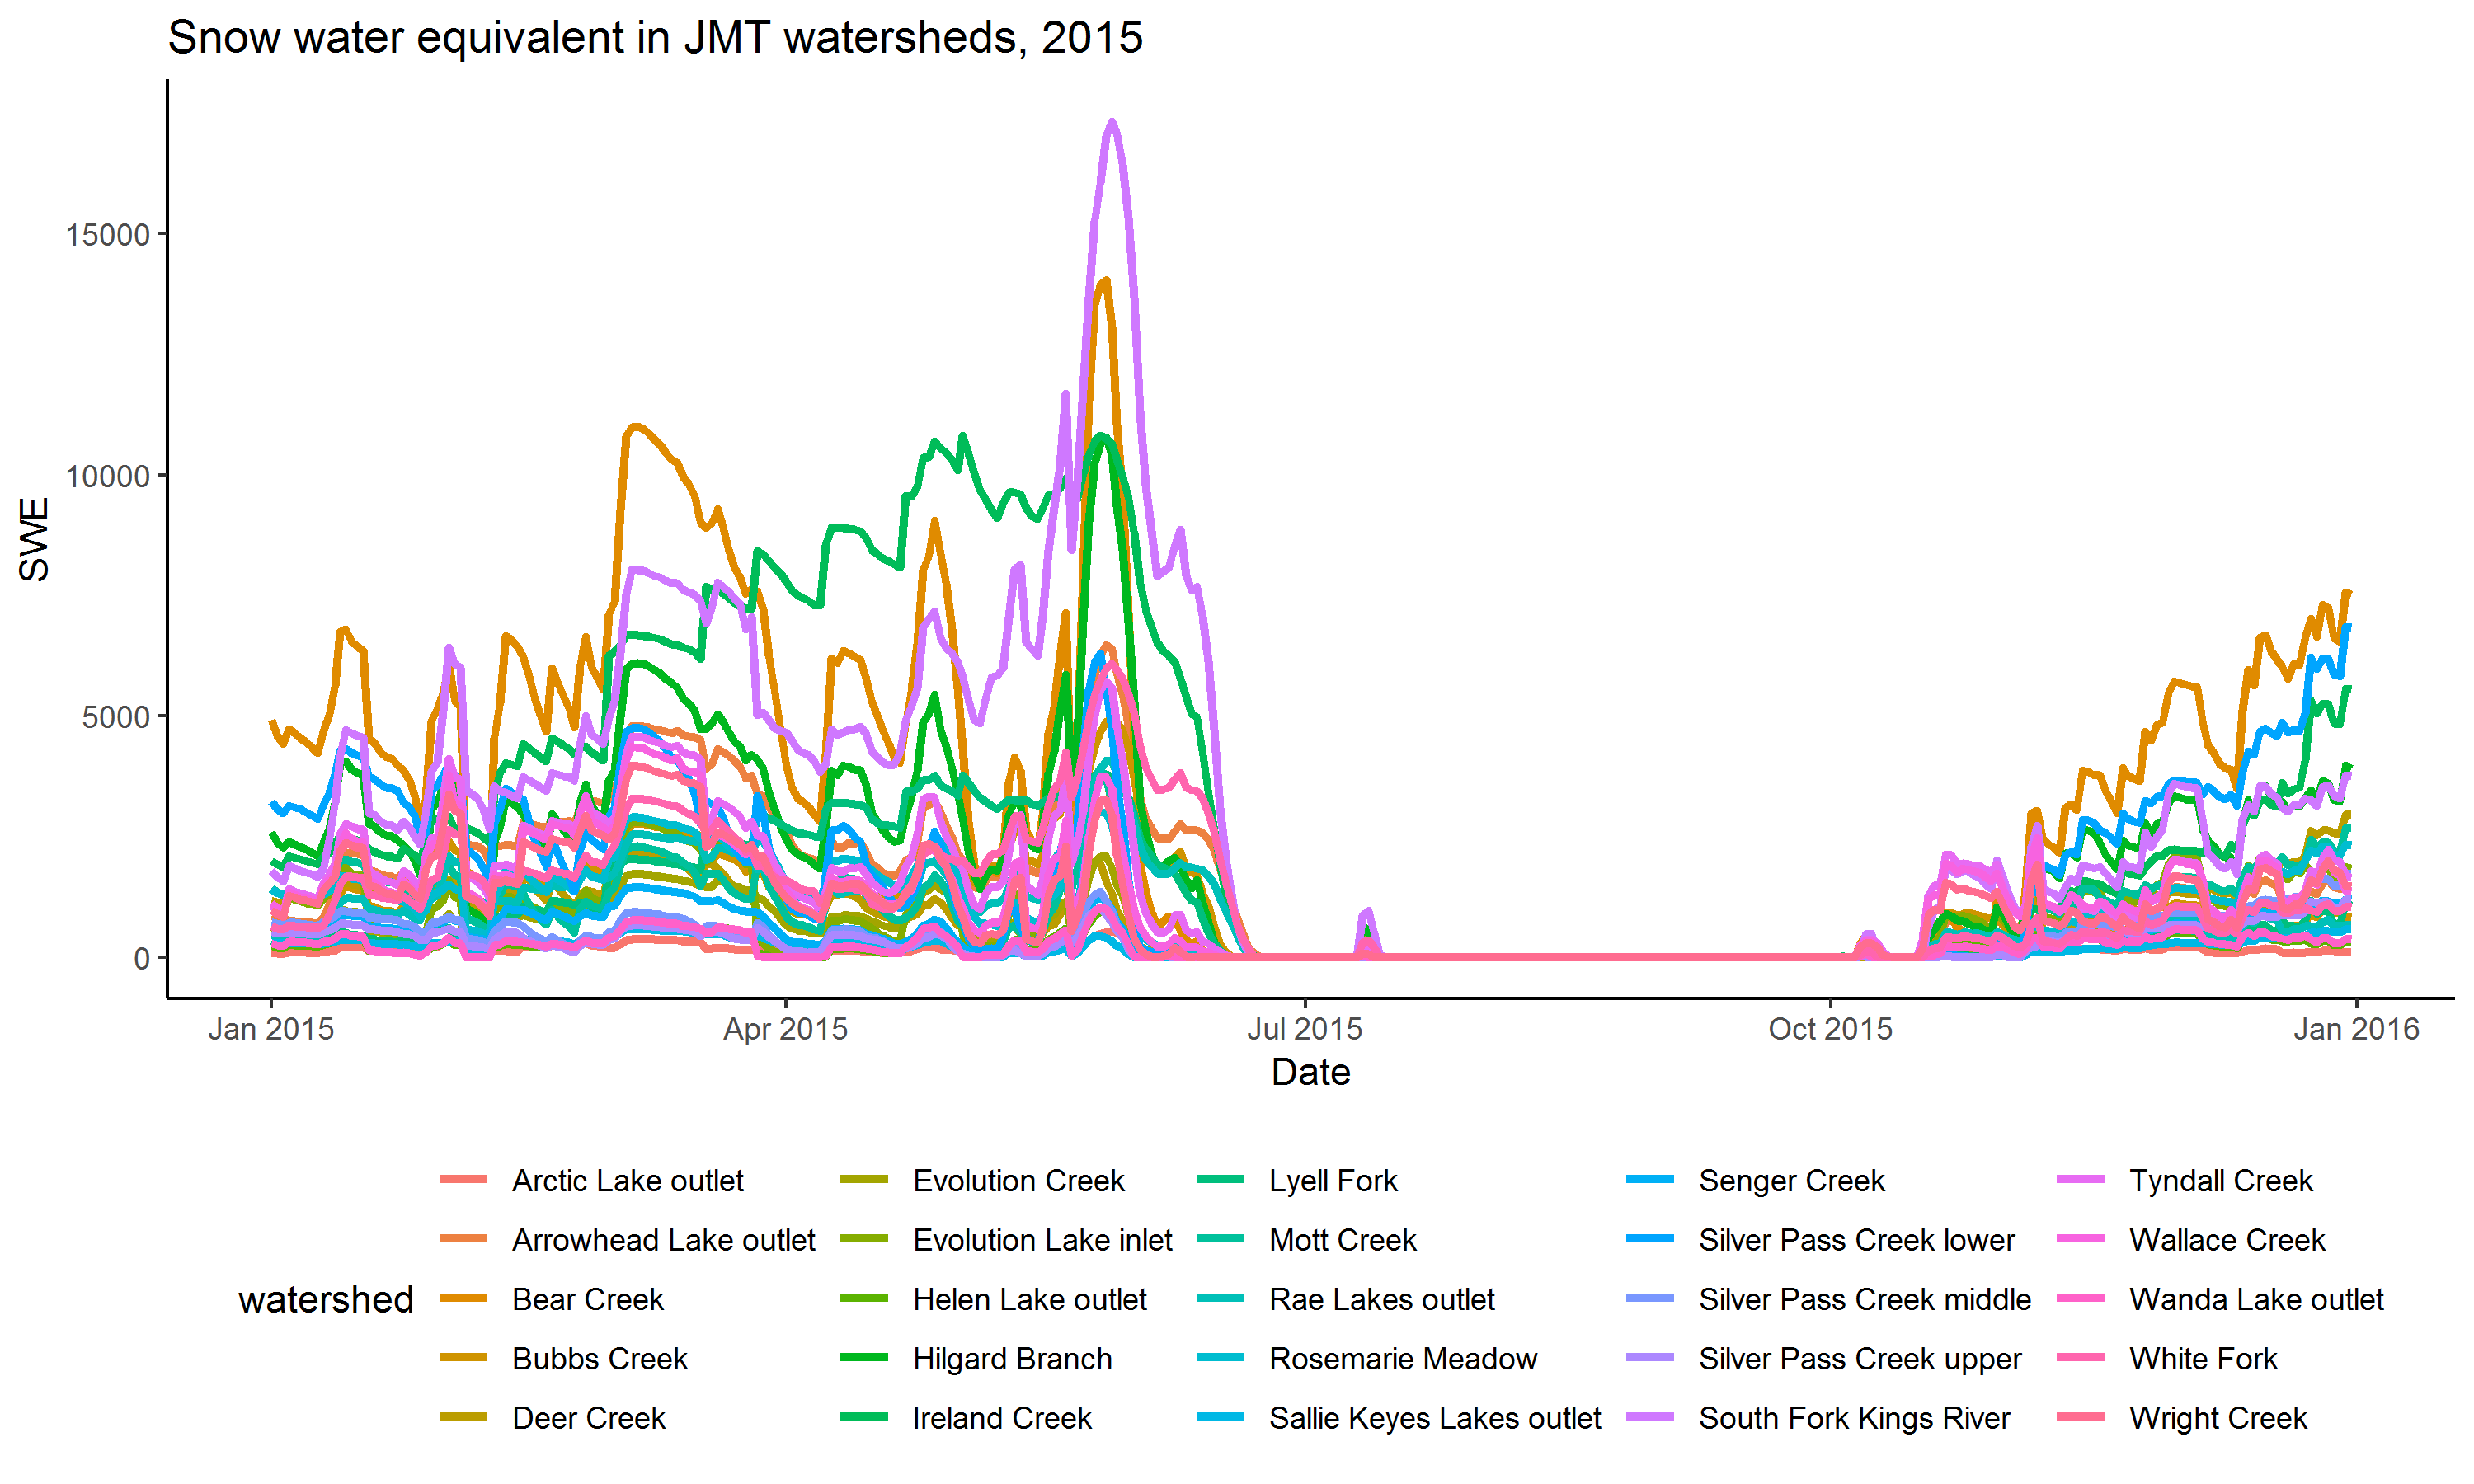 Snow water equivalent in JMT watersheds, 2015
SWE
15000
10000
5000
0
Jan 2015 Apr 2015 Jul 2015 Oct 2015 Jan 2016
Date
watershed
Arctic Lake outlet
Arrowhead Lake outlet
Bear Creek
Bubbs Creek
Deer Creek
Evolution Creek
Evolution Lake inlet
Helen Lake outlet
Hilgard Branch
Ireland Creek
Lyell Fork
Mott Creek
Rae Lakes outlet
Rosemarie Meadow
Sallie Keyes Lakes outlet
Senger Creek
Silver Pass Creek lower
Silver Pass Creek middle
Silver Pass Creek upper
South Fork Kings River
Tyndall Creek
Wallace Creek
Wanda Lake outlet
White Fork
Wright Creek